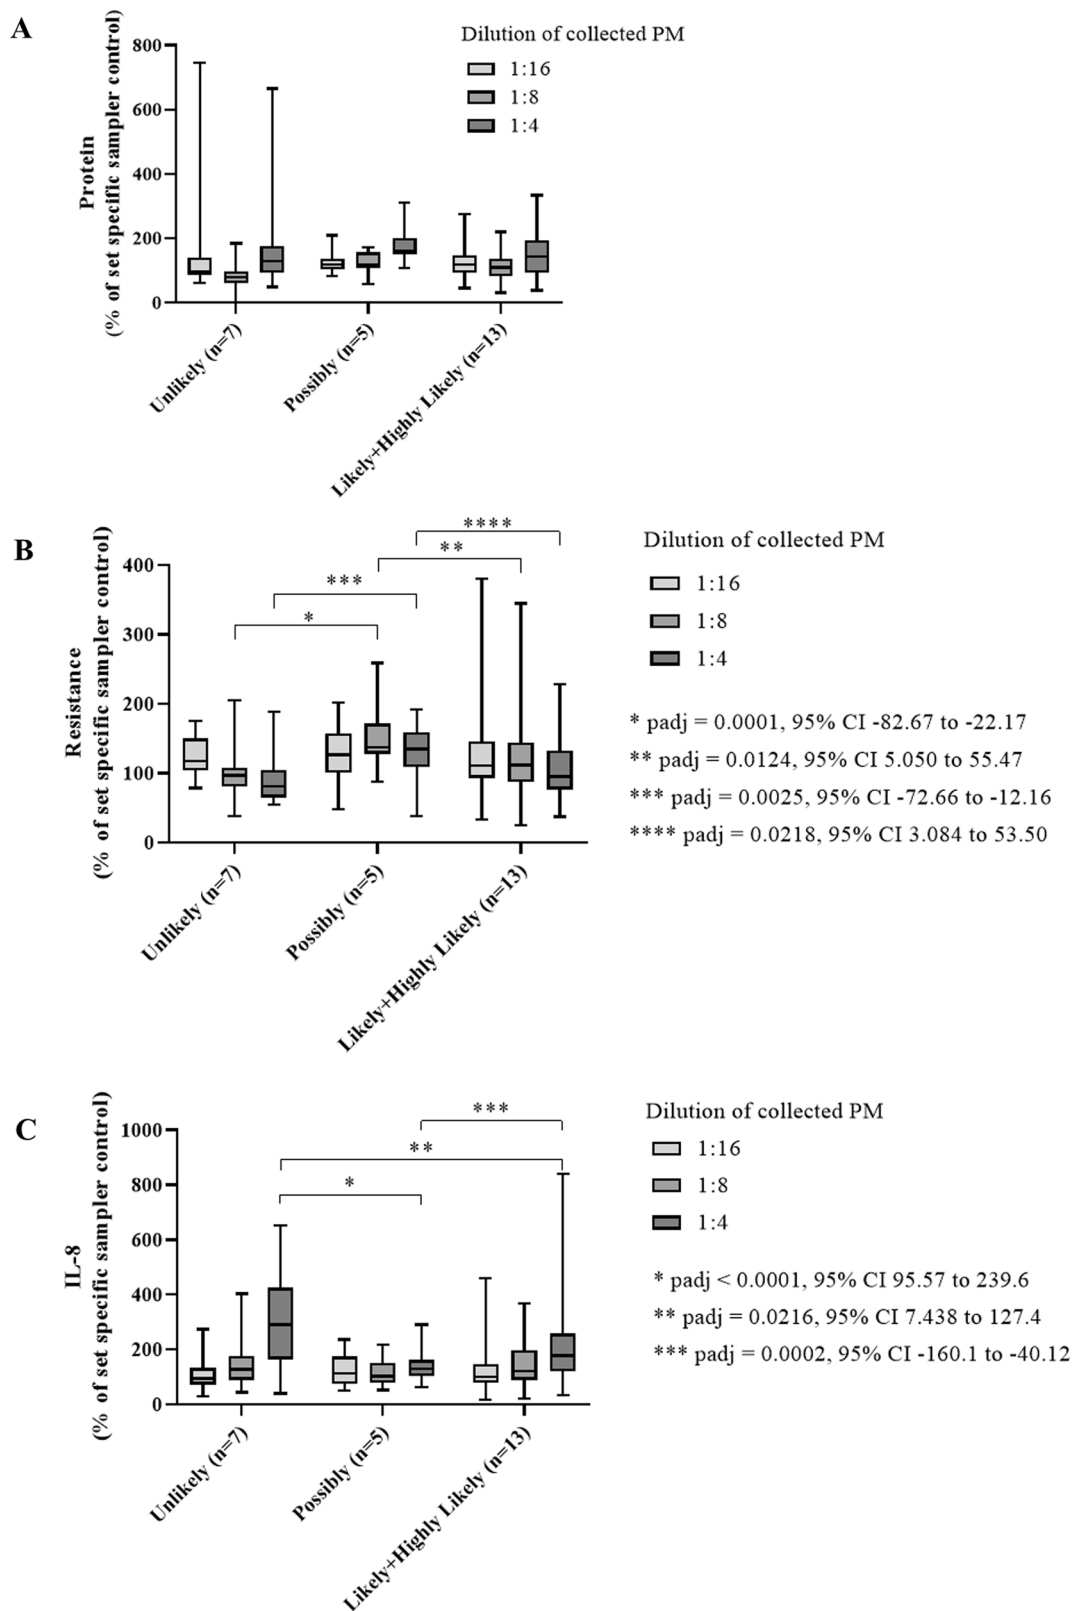 A
Protein
(% of set specific sampler control)
800
600
400
200
0
Dilution of collected PM
1:16
1:8
1:4
Unlikely (n=7)
Possibly (n=5)
Likely+Highly Likely (n=13)
B
Resistance
(% of set specific sampler control)
400
300
200
100
0
*
***
**
****
Dilution of collected PM
1:16
1:8
1:4
* padj = 0.0001, 95% CI -82.67 to -22.17
** padj = 0.0124, 95% CI 5.050 to 55.47
*** padj = 0.0025, 95% CI -72.66 to -12.16
**** padj = 0.0218, 95% CI 3.084 to 53.50
Unlikely (n=7)
Possibly (n=5)
Likely+Highly Likely (n=13)
C
IL-8
(% of set specific sampler control)
1000
800
600
400
200
0
*
**
***
Dilution of collected PM
1:16
1:8
1:4
* padj < 0.0001, 95% CI 95.57 to 239.6
** padj = 0.0216, 95% CI 7.438 to 127.4
*** padj = 0.0002, 95% CI -160.1 to -40.12
Unlikely (n=7)
Possibly (n=5)
Likely+Highly Likely (n=13)